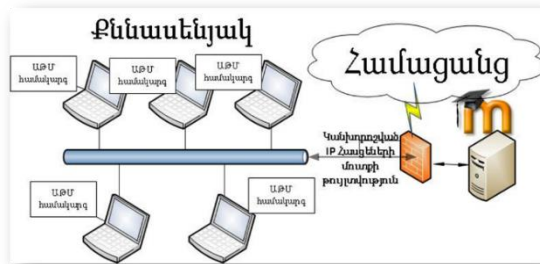 Քննասենյակ
ԱԹՄ
համակարգ
ԱԹՄ
համակարգ
ԱԹՄ
համակարգ
Համացանց
m
Կանխորոշված
IP Հասցեների
մուտքի
թույլտվություն
ԱԹՄ
համակարգ
ԱԹՄ
համակարգ